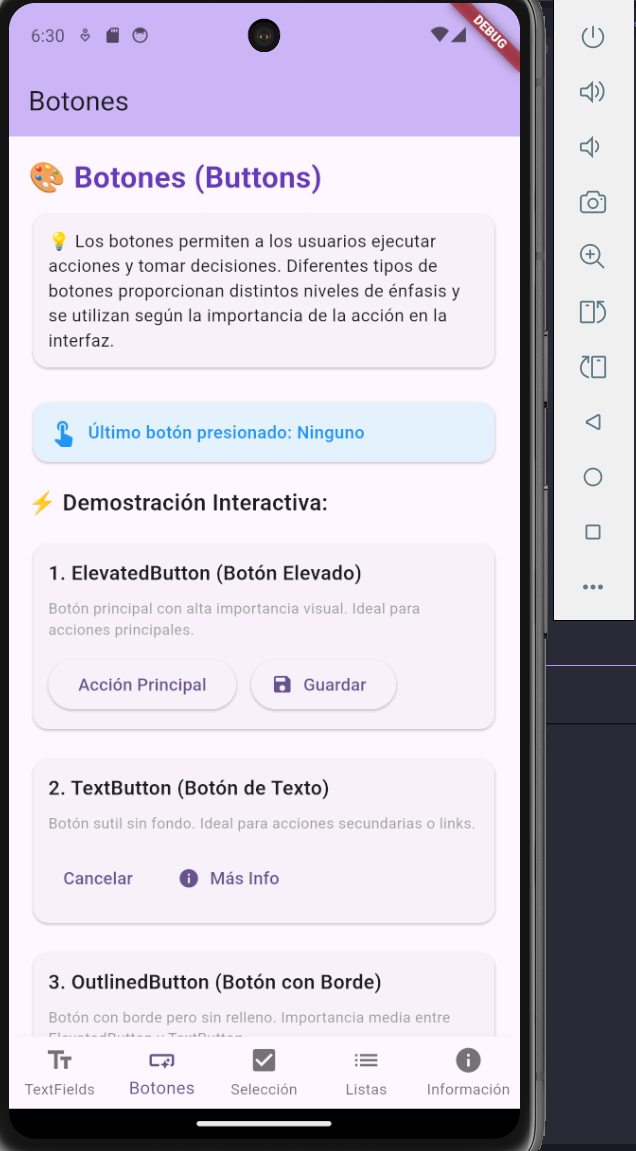 6:30
DEBUG
Botones
🎨 Botones (Buttons)
💡 Los botones permiten a los usuarios ejecutar
acciones y tomar decisiones. Diferentes tipos de
botones proporcionan distintos niveles de énfasis y
se utilizan según la importancia de la acción en la
interfaz.
Último botón presionado: Ninguno
⚡ Demostración Interactiva:
1. ElevatedButton (Botón Elevado)
Botón principal con alta importancia visual. Ideal para
acciones principales.
Acción Principal
Guardar
2. TextButton (Botón de Texto)
Botón sutil sin fondo. Ideal para acciones secundarias o links.
Cancelar
Más Info
3. OutlinedButton (Botón con Borde)
Botón con borde pero sin relleno. Importancia media entre
ElevatedButton y TextButton.
TextFields
Botones
Selección
Listas
Información